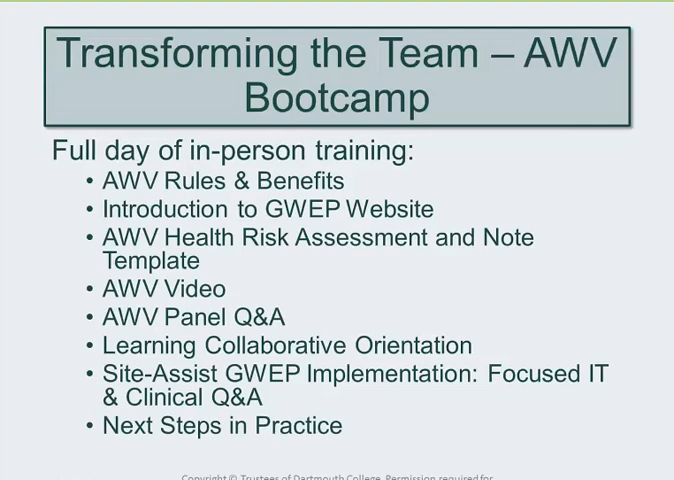 Transforming the Team – AWV
Bootcamp
Full day of in-person training:
• AWV Rules & Benefits
• Introduction to GWEP Website
• AWV Health Risk Assessment and Note
Template
• AWV Video
• AWV Panel Q&A
• Learning Collaborative Orientation
• Site-Assist GWEP Implementation: Focused IT
& Clinical Q&A
• Next Steps in Practice
Copyright © Trustees of Dartmouth College. Permission required for